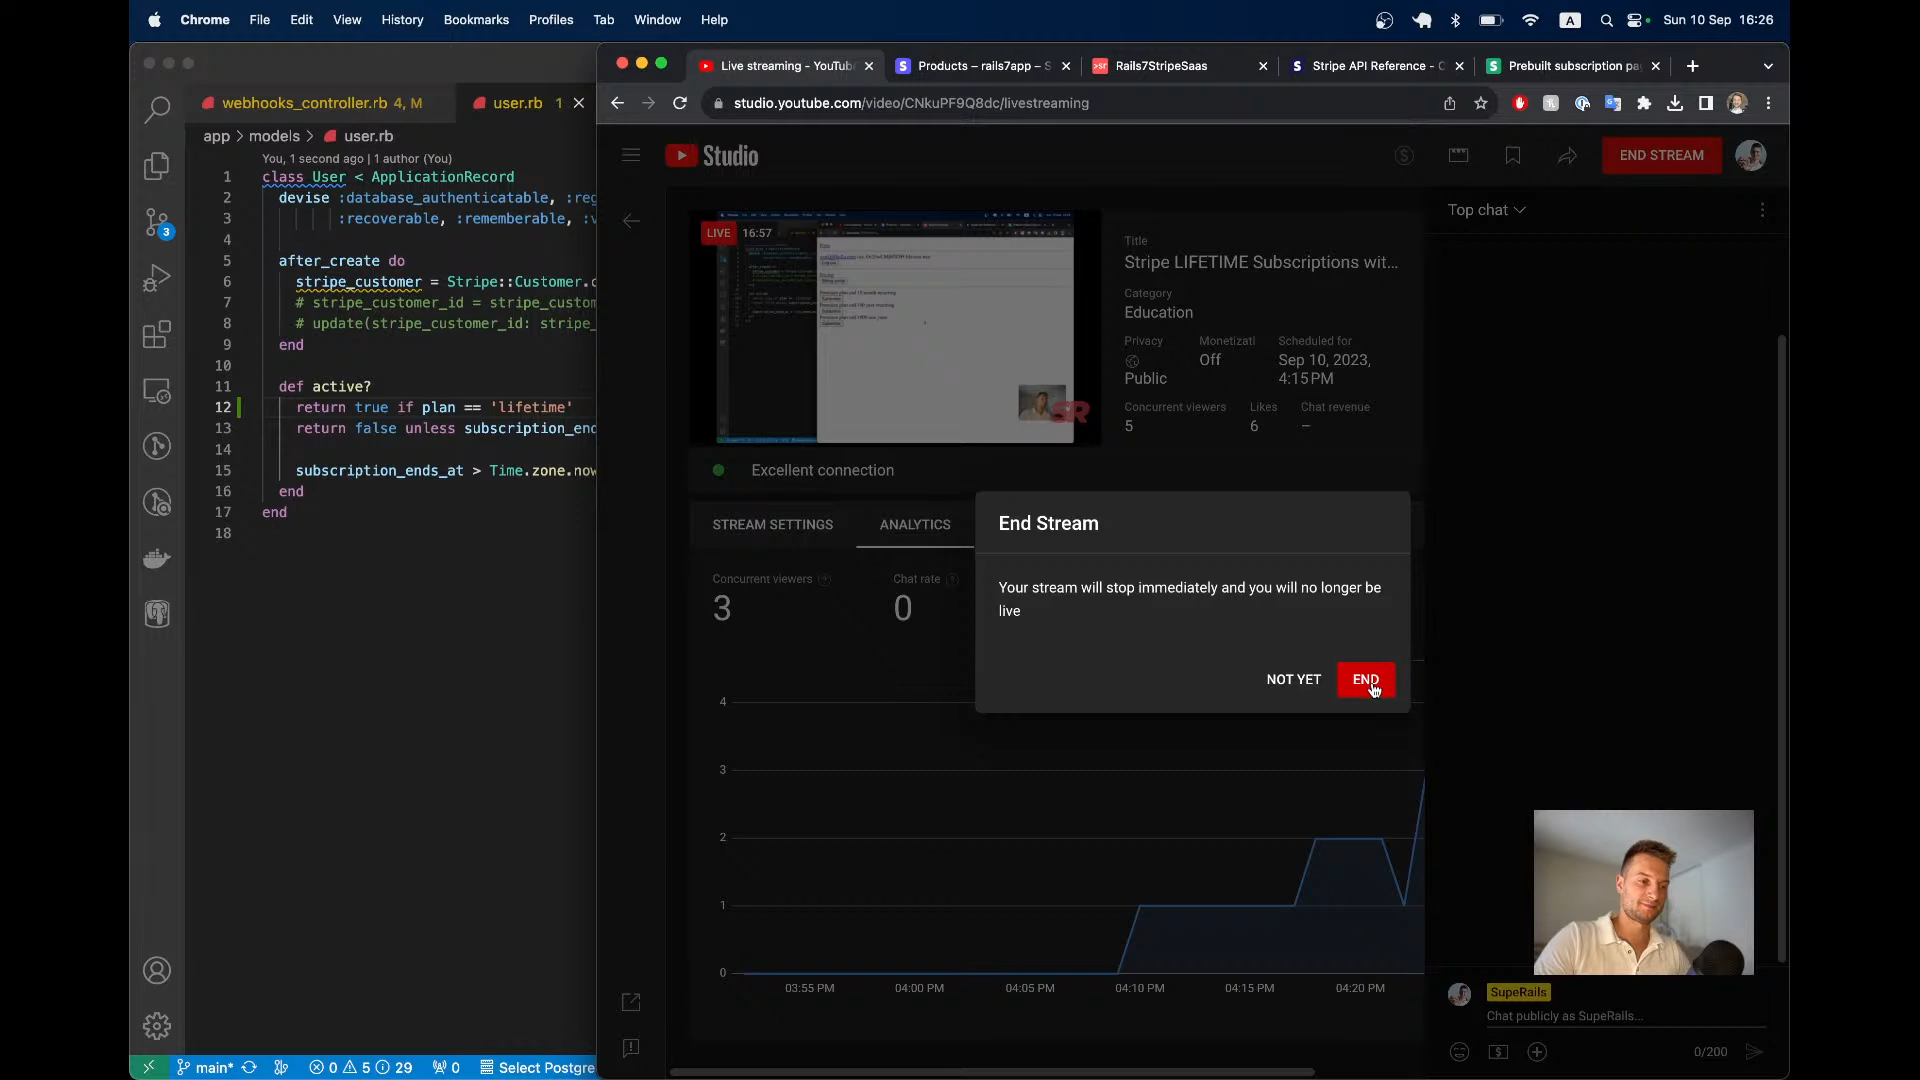 Chrome File Edit View History Bookmarks Profiles Tab Window Help
A Sun 10 Sep 16:26
webhooks_controller.rb 4, M
user.rb 1
app > models > user.rb
You, 1 second ago | 1 author (You)
1 class User < ApplicationRecord
2 devise :database_authenticatable, :reg
3 :recoverable, :rememberable, :v
4
5 after_create do
6 stripe_customer = Stripe::Customer.c
7 # stripe_customer_id = stripe_custom
8 # update(stripe_customer_id: stripe_
9 end
10
11 def active?
12 return true if plan == 'lifetime'
13 return false unless subscription_end
14
15 subscription_ends_at > Time.zone.now
16 end
17 end
18
3
main* 0 5 29 0 Select Postgre
Live streaming - YouTub
Products – rails7app – S
Rails7StripeSaas
Stripe API Reference - C
Prebuilt subscription pa
studio.youtube.com/video/CNkuPF9Q8dc/livestreaming
Studio
END STREAM
LIVE 16:57
SR
Title
Stripe LIFETIME Subscriptions wit...
Category
Education
Privacy
Public
Monetizati
Off
Scheduled for
Sep 10, 2023,
4:15 PM
Concurrent viewers
5
Likes
6
Chat revenue
–
Top chat
Excellent connection
STREAM SETTINGS
ANALYTICS
Concurrent viewers
3
Chat rate
0
End Stream
Your stream will stop immediately and you will no longer be
live
NOT YET
END
4
3
2
1
0
03:55 PM 04:00 PM 04:05 PM 04:10 PM 04:15 PM 04:20 PM
SupeRails
Chat publicly as SupeRails...
0/200